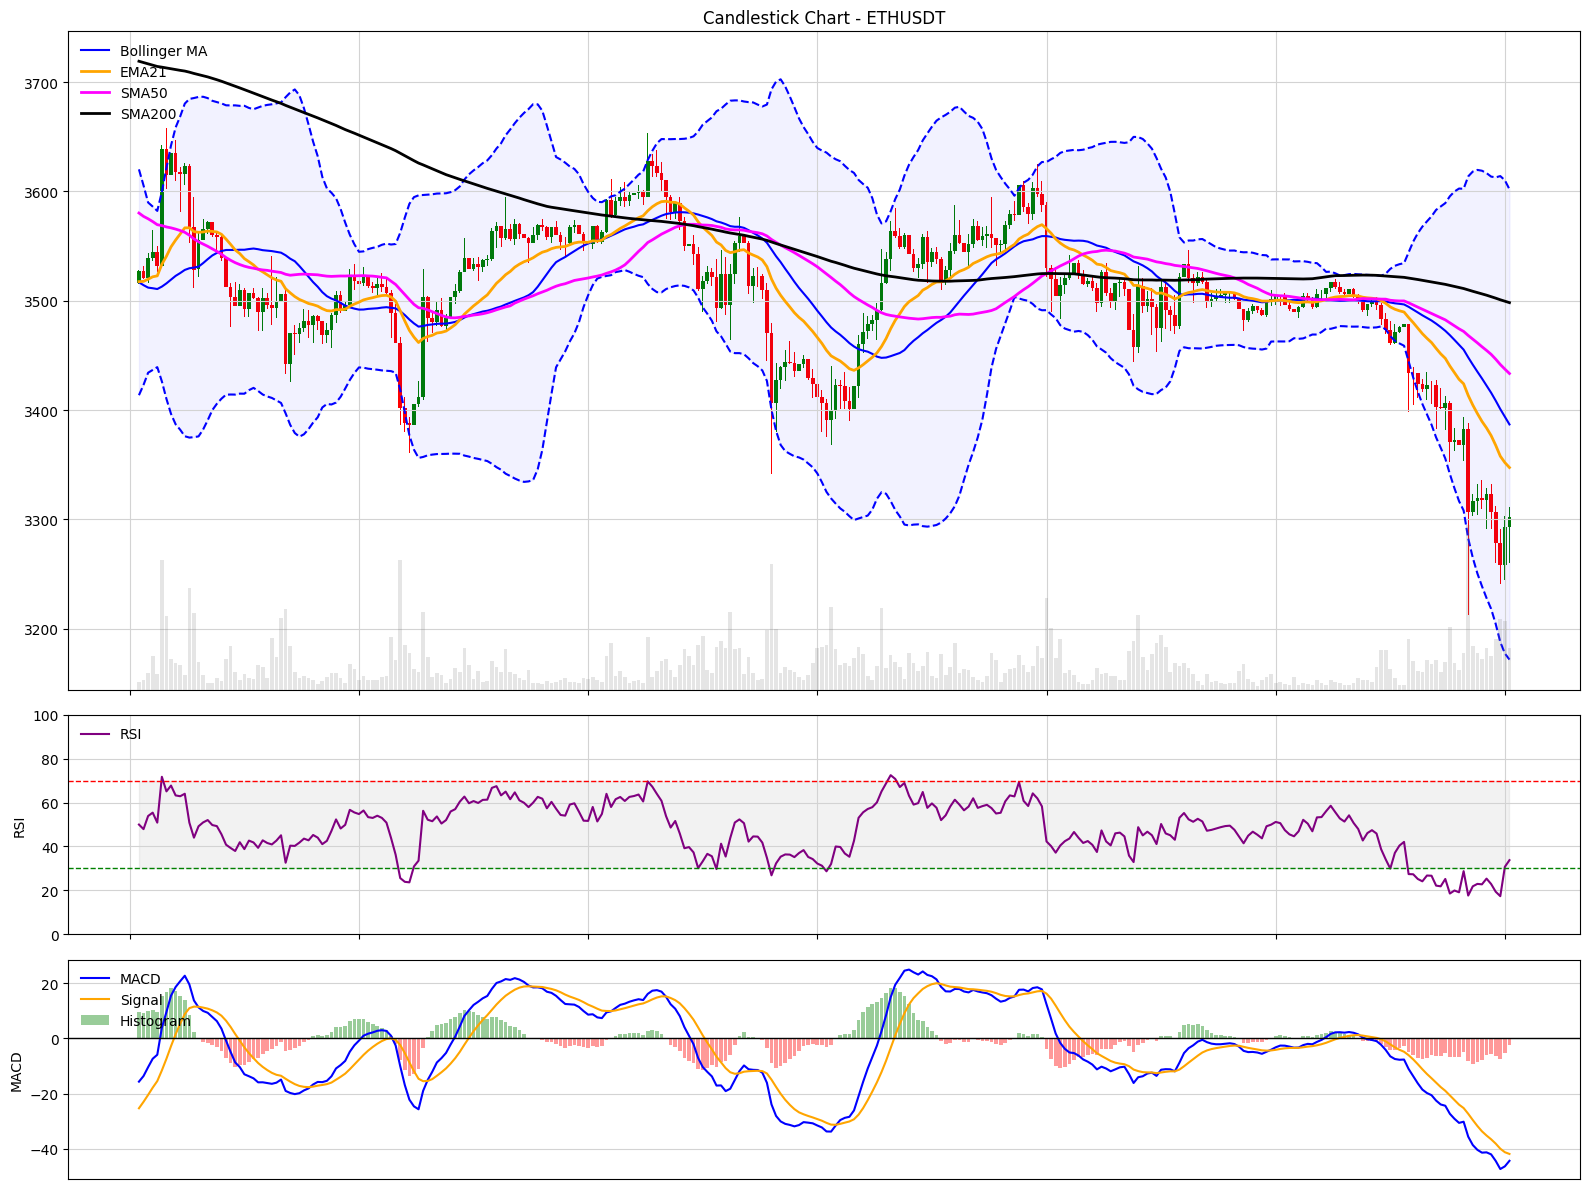 Candlestick Chart - ETHUSDT
Bollinger MA
EMA21
SMA50
SMA200
3700
3600
3500
3400
3300
3200
RSI
100
80
60
40
20
0
RSI
MACD
Signal
Histogram
20
0
−20
−40
MACD